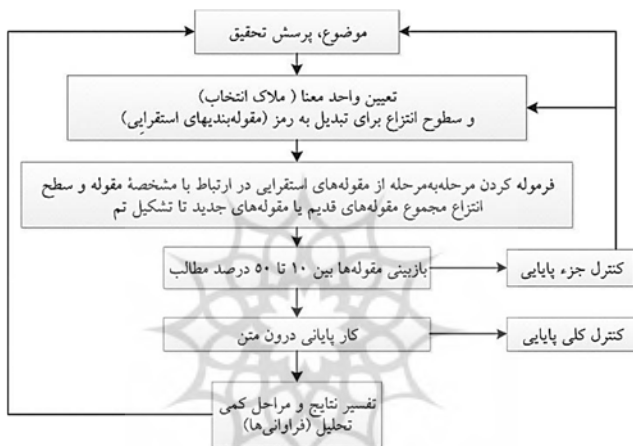 موضوع، پرسش تحقیق
تعیین واحد معنا ( ملاک انتخاب)
و سطوح انتزاع برای تبدیل به رمز (مقوله‌بندیهای استقرایی)
فرموله کردن مرحله‌به‌مرحله از مقوله‌های استقرایی در ارتباط با مشخصهٔ مقوله و سطح
انتزاع مجموع مقوله‌های قدیم یا مقوله‌های جدید تا تشکیل تم
بازبینی مقوله‌ها بین ۱۰ تا ۵۰ درصد مطالب
کنترل جزء پایایی
کار پایانی درون متن
کنترل کلی پایایی
تفسیر نتایج و مراحل کمی
تحلیل (فراوانی‌ها)